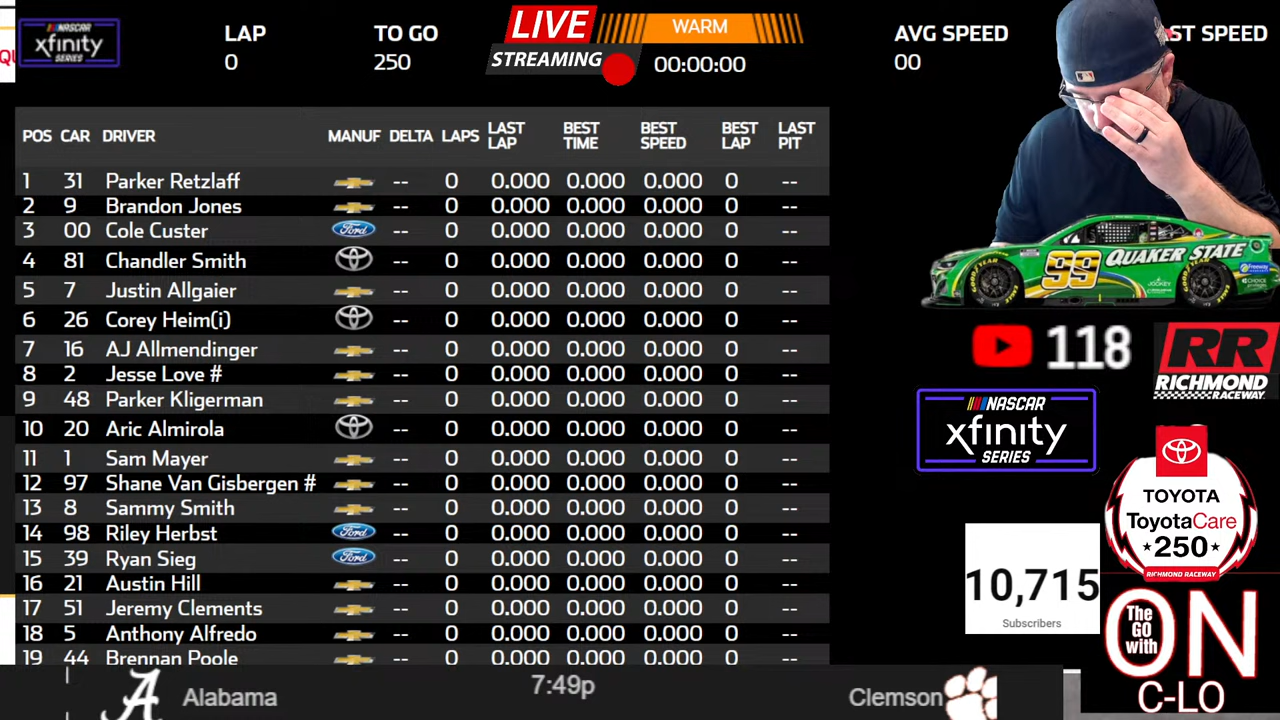 NASCAR
xfinity
SERIES
LAP
0
TO GO
250
LIVE
STREAMING
WARM
00:00:00
AVG SPEED
00
ST SPEED
POS CAR DRIVER MANUF DELTA LAPS LAST LAP BEST TIME BEST SPEED BEST LAP LAST PIT
1 31 Parker Retzlaff -- 0 0.000 0.000 0.000 0 --
2 9 Brandon Jones -- 0 0.000 0.000 0.000 0 --
3 00 Cole Custer Ford -- 0 0.000 0.000 0.000 0 --
4 81 Chandler Smith -- 0 0.000 0.000 0.000 0 --
5 7 Justin Allgaier -- 0 0.000 0.000 0.000 0 --
6 26 Corey Heim(i) -- 0 0.000 0.000 0.000 0 --
7 16 AJ Allmendinger -- 0 0.000 0.000 0.000 0 --
8 2 Jesse Love # -- 0 0.000 0.000 0.000 0 --
9 48 Parker Kligerman -- 0 0.000 0.000 0.000 0 --
10 20 Aric Almirola -- 0 0.000 0.000 0.000 0 --
11 1 Sam Mayer -- 0 0.000 0.000 0.000 0 --
12 97 Shane Van Gisbergen # -- 0 0.000 0.000 0.000 0 --
13 8 Sammy Smith -- 0 0.000 0.000 0.000 0 --
14 98 Riley Herbst Ford -- 0 0.000 0.000 0.000 0 --
15 39 Ryan Sieg Ford -- 0 0.000 0.000 0.000 0 --
16 21 Austin Hill -- 0 0.000 0.000 0.000 0 --
17 51 Jeremy Clements -- 0 0.000 0.000 0.000 0 --
18 5 Anthony Alfredo -- 0 0.000 0.000 0.000 0 --
19 44 Brennan Poole -- 0 0.000 0.000 0.000 0 --
99
QUAKER STATE
GOODYEAR
118
RR
RICHMOND
RACEWAY
NASCAR
xfinity
SERIES
TOYOTA
ToyotaCare
250
RICHMOND RACEWAY
10,715
Subscribers
The GO with
ON
C-LO
A
Alabama
7:49p
Clemson